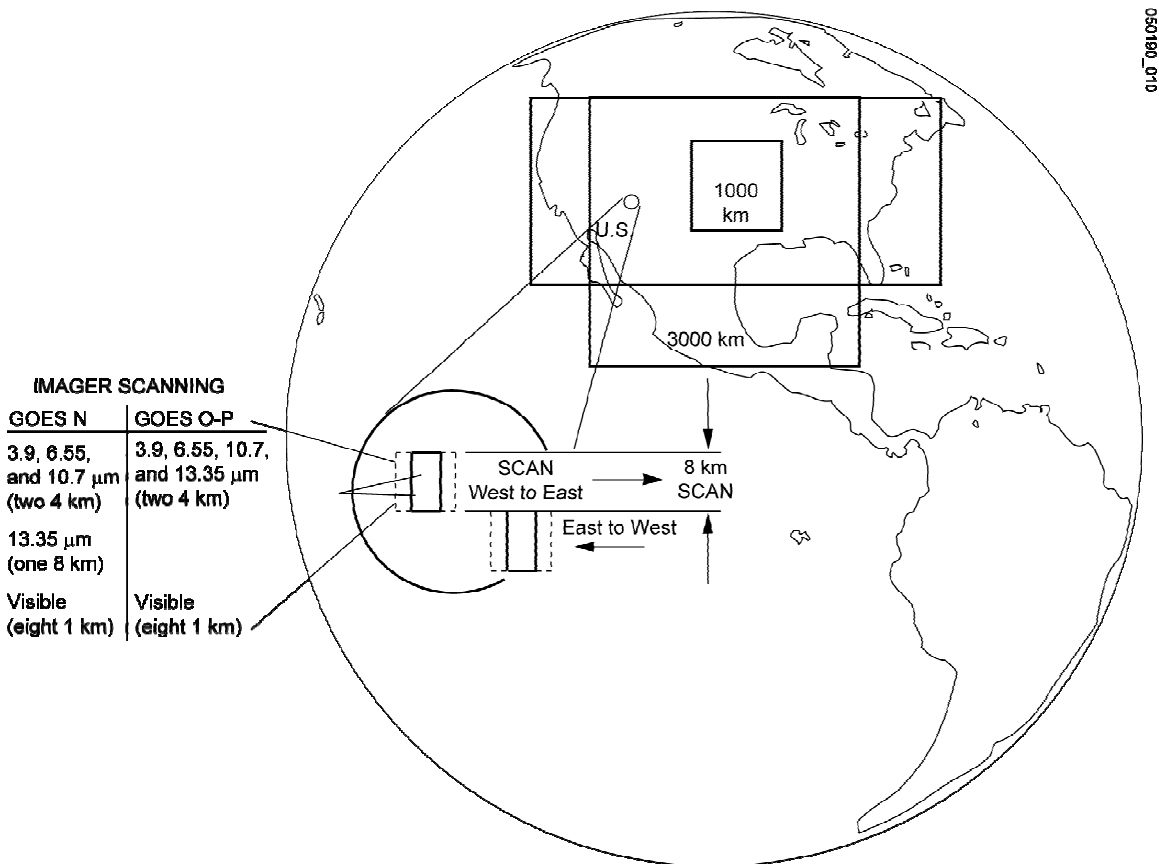 050190_010
1000
km
U.S.
3000 km
IMAGER SCANNING
GOES N
GOES O-P
3.9, 6.55,
and 10.7 μm
(two 4 km)
3.9, 6.55, 10.7,
and 13.35 μm
(two 4 km)
13.35 μm
(one 8 km)
Visible
(eight 1 km)
Visible
(eight 1 km)
SCAN
West to East
8 km
SCAN
East to West